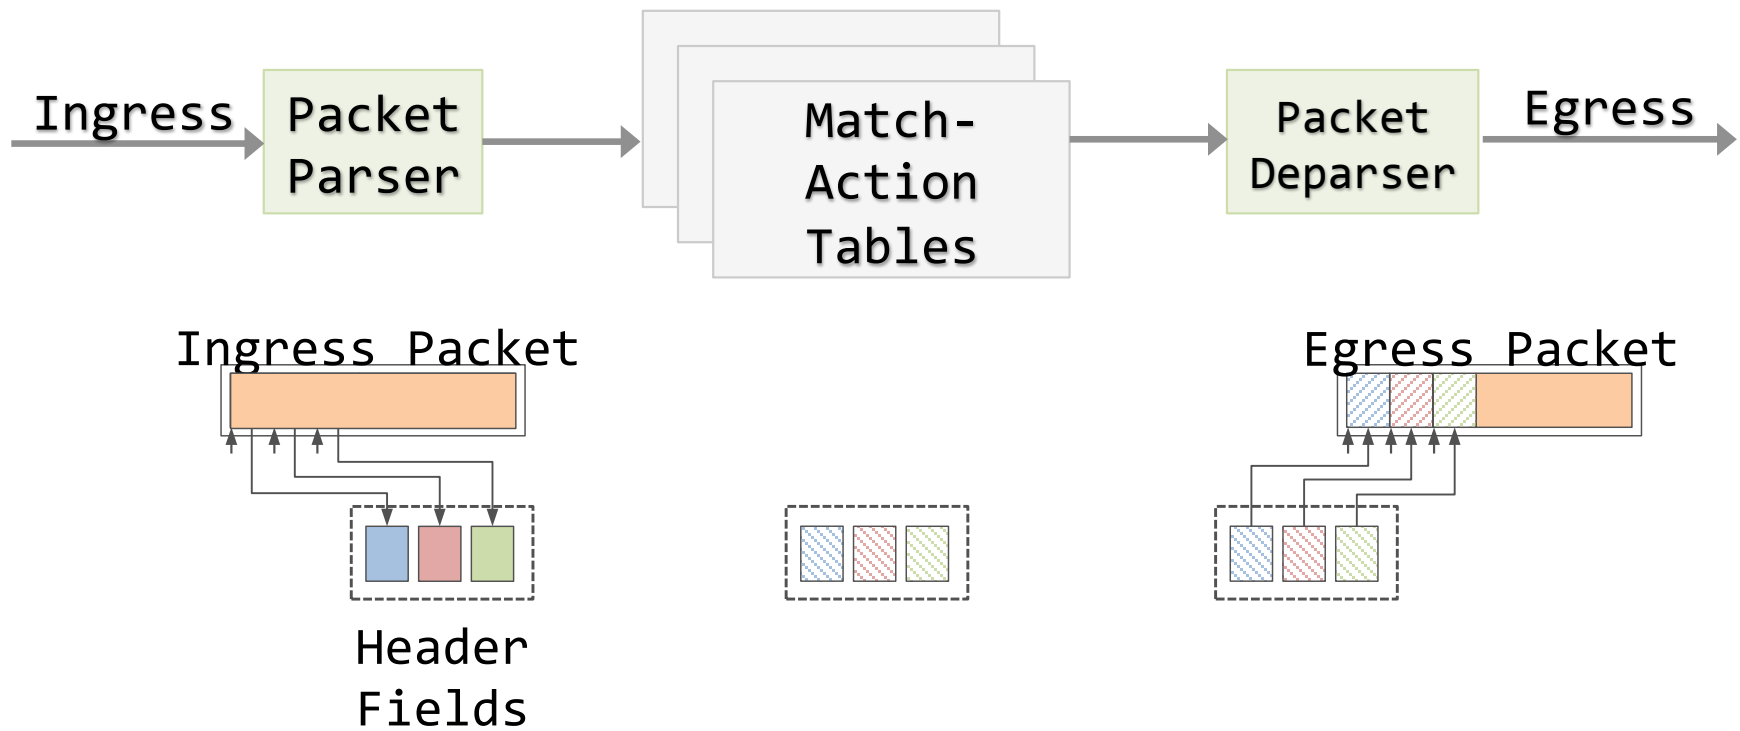 Ingress
Packet
Parser
Match-
Action
Tables
Packet
Deparser
Egress
Ingress Packet
Egress Packet
Header
Fields